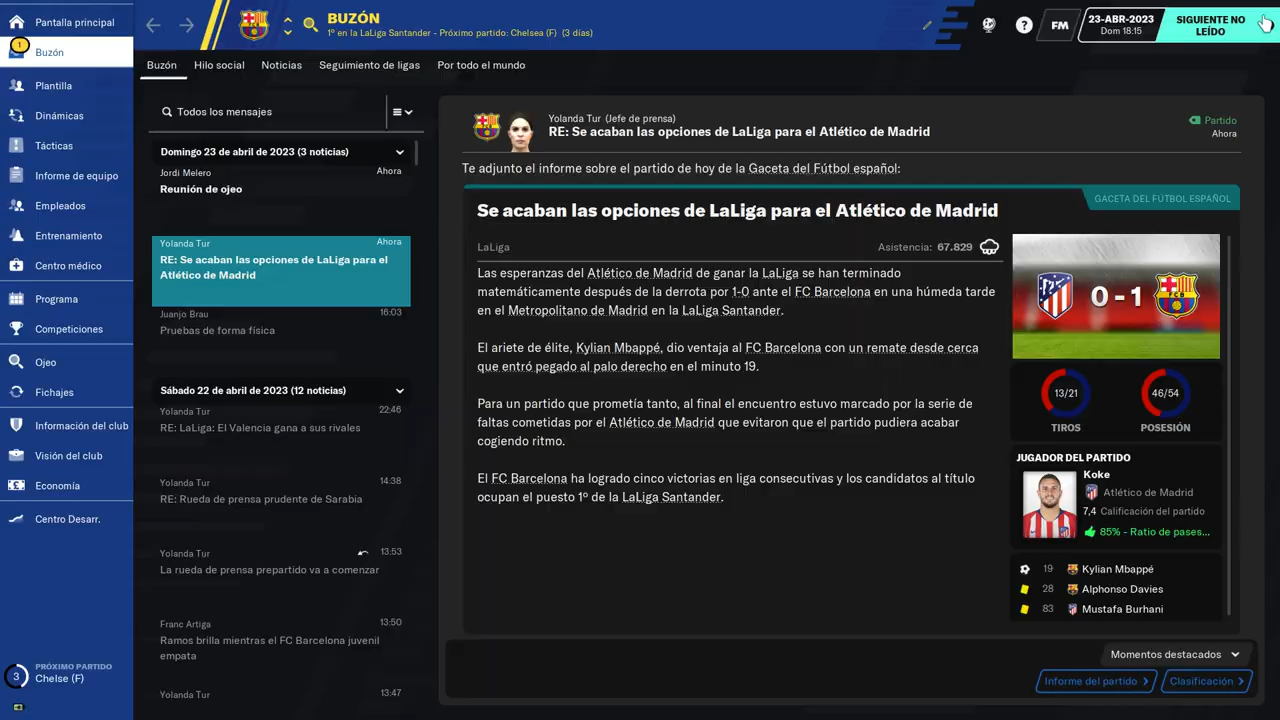 Pantalla principal
1
Buzón
Plantilla
Dinámicas
Tácticas
Informe de equipo
Empleados
Entrenamiento
Centro médico
Programa
Competiciones
Ojeo
Fichajes
Información del club
Visión del club
Economía
Centro Desarr.
3
PRÓXIMO PARTIDO
Chelse (F)
BUZÓN
1º en la LaLiga Santander - Próximo partido: Chelsea (F) (3 días)
FM
23-ABR-2023
Dom 18:15
SIGUIENTE NO LEÍDO
Buzón
Hilo social
Noticias
Seguimiento de ligas
Por todo el mundo
Todos los mensajes
Domingo 23 de abril de 2023 (3 noticias)
Jordi Melero Ahora
Reunión de ojeo
Yolanda Tur Ahora
RE: Se acaban las opciones de LaLiga para el
Atlético de Madrid
Juanjo Brau 16:03
Pruebas de forma física
Sábado 22 de abril de 2023 (12 noticias)
Yolanda Tur 22:46
RE: LaLiga: El Valencia gana a sus rivales
Yolanda Tur 14:38
RE: Rueda de prensa prudente de Sarabia
Yolanda Tur 13:53
La rueda de prensa prepartido va a comenzar
Franc Artiga 13:50
Ramos brilla mientras el FC Barcelona juvenil
empata
Yolanda Tur 13:47
Yolanda Tur (Jefe de prensa)
RE: Se acaban las opciones de LaLiga para el Atlético de Madrid
Partido
Ahora
Te adjunto el informe sobre el partido de hoy de la Gaceta del Fútbol español:
GACETA DEL FÚTBOL ESPAÑOL
Se acaban las opciones de LaLiga para el Atlético de Madrid
LaLiga
Asistencia: 67.829
Las esperanzas del Atlético de Madrid de ganar la LaLiga se han terminado
matemáticamente después de la derrota por 1-0 ante el FC Barcelona en una húmeda tarde
en el Metropolitano de Madrid en la LaLiga Santander.
El ariete de élite, Kylian Mbappé, dio ventaja al FC Barcelona con un remate desde cerca
que entró pegado al palo derecho en el minuto 19.
Para un partido que prometía tanto, al final el encuentro estuvo marcado por la serie de
faltas cometidas por el Atlético de Madrid que evitaron que el partido pudiera acabar
cogiendo ritmo.
El FC Barcelona ha logrado cinco victorias en liga consecutivas y los candidatos al título
ocupan el puesto 1º de la LaLiga Santander.
0 - 1
13/21
46/54
TIROS
POSESIÓN
JUGADOR DEL PARTIDO
Koke
Atlético de Madrid
7,4 Calificación del partido
85% - Ratio de pases...
19 Kylian Mbappé
28 Alphonso Davies
83 Mustafa Burhani
Momentos destacados
Informe del partido
Clasificación